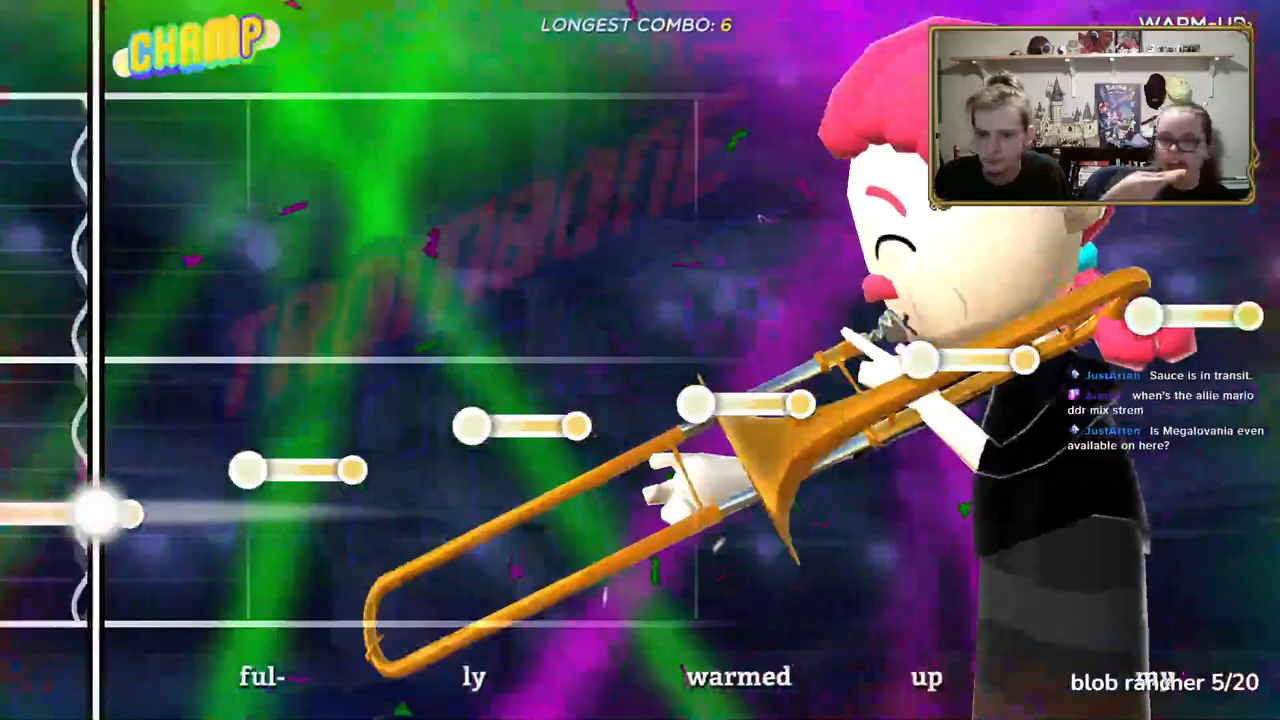 CHAMP
LONGEST COMBO: 6
WARM-UP
TROMBONE
JustArten Sauce is in transit.
when's the allie mario
ddr mix strem
JustArten Is Megalovania even
available on here?
ful-
ly
warmed
up
blob rancher 5/20